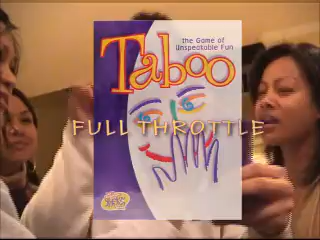 the Game of
Unspeakable Fun
Taboo
FULL THROTTLE